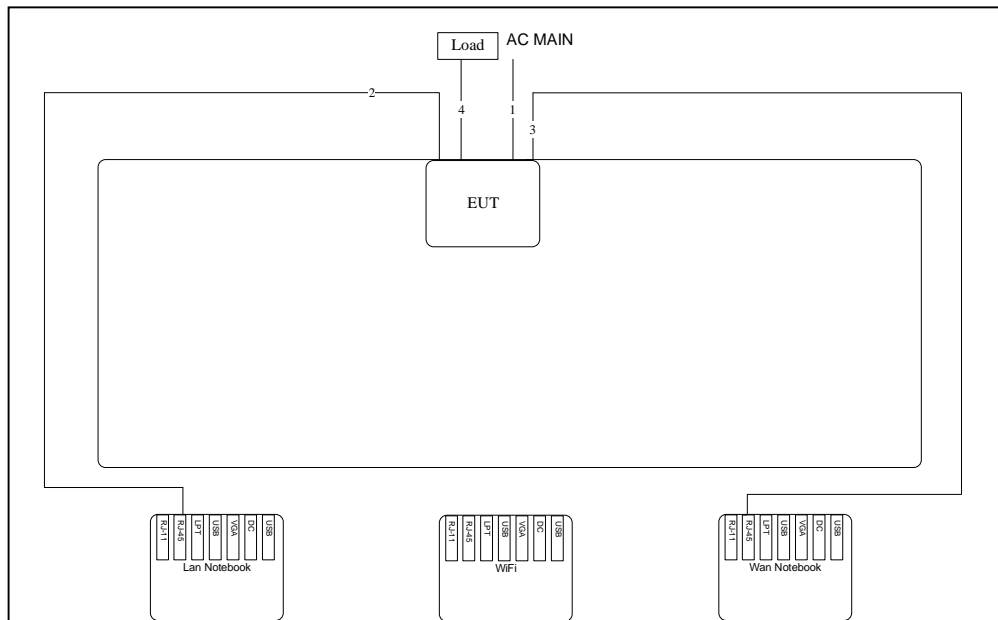 Load
AC MAIN
2
4
1
3
EUT
RJ-11
RJ-45
LPT
USB
VGA
DC
USB
Lan Notebook
RJ-11
RJ-45
LPT
USB
VGA
DC
USB
WiFi
RJ-11
RJ-45
LPT
USB
VGA
DC
USB
Wan Notebook